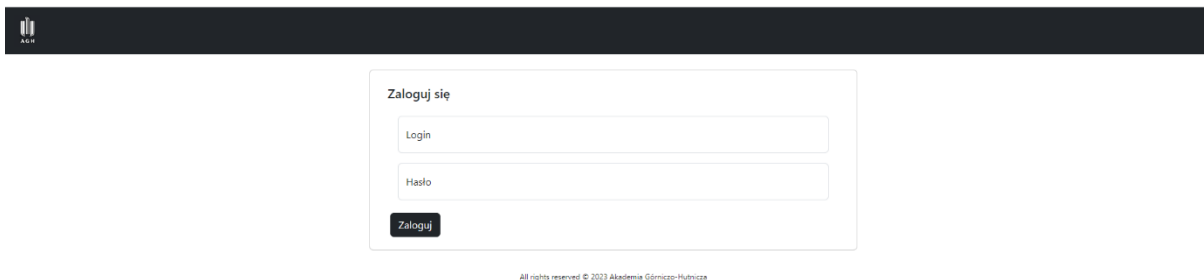 AGH
Zaloguj się
Login
Hasło
Zaloguj
All rights reserved © 2023 Akademia Górniczo-Hutnicza